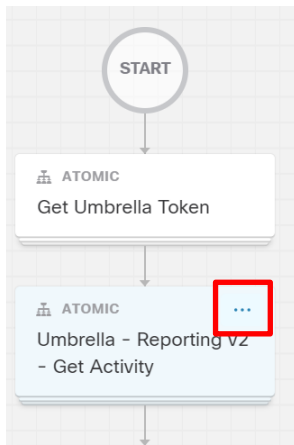 START
ATOMIC
Get Umbrella Token
ATOMIC
...
Umbrella - Reporting v2
- Get Activity